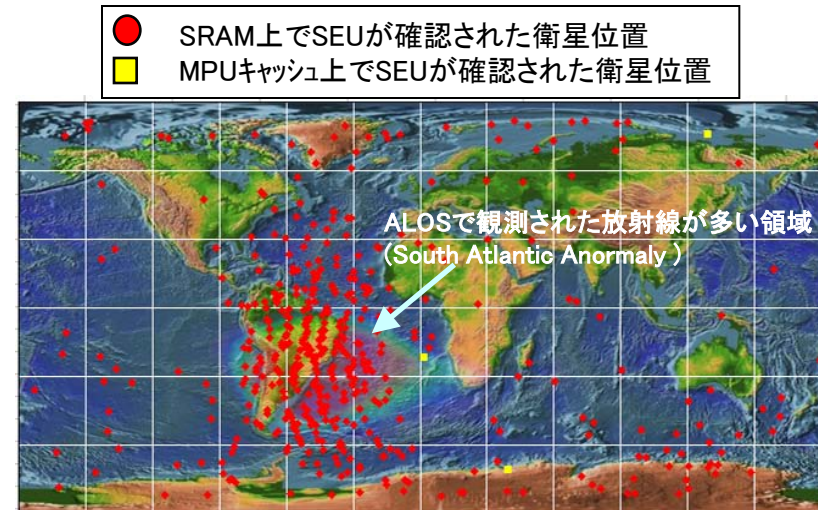 SRAM上でSEUが確認された衛星位置
MPUキャッシュ上でSEUが確認された衛星位置
ALOSで観測された放射線が多い領域
(South Atlantic Anormaly )